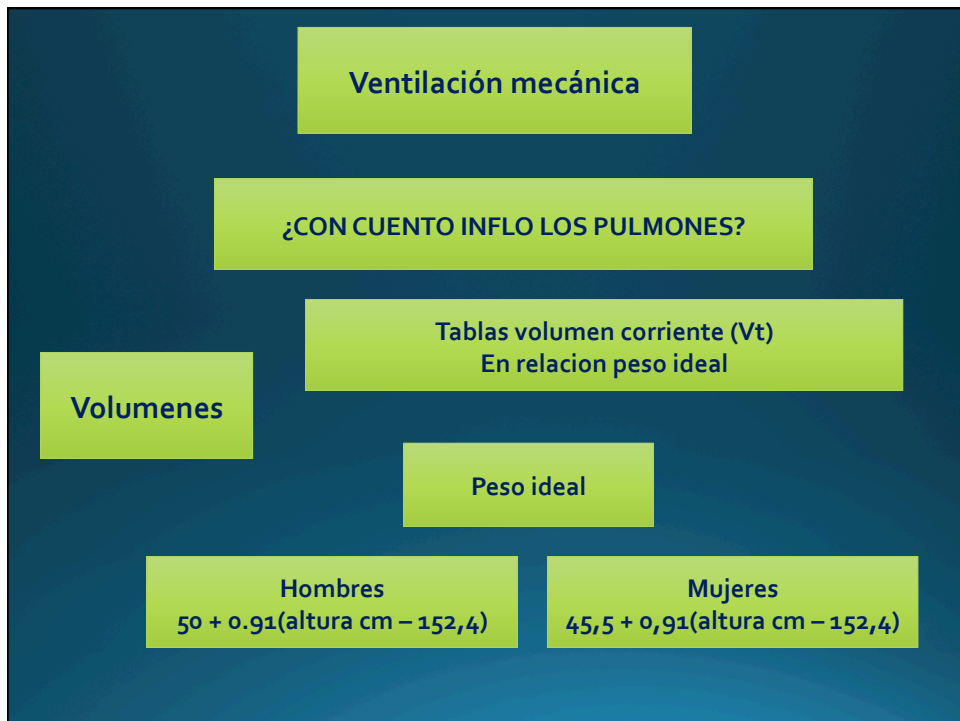 Ventilación mecánica
¿CON CUENTO INFLO LOS PULMONES?
Tablas volumen corriente (Vt)
En relacion peso ideal
Volumenes
Peso ideal
Hombres
50 + 0.91(altura cm – 152,4)
Mujeres
45,5 + 0,91(altura cm – 152,4)